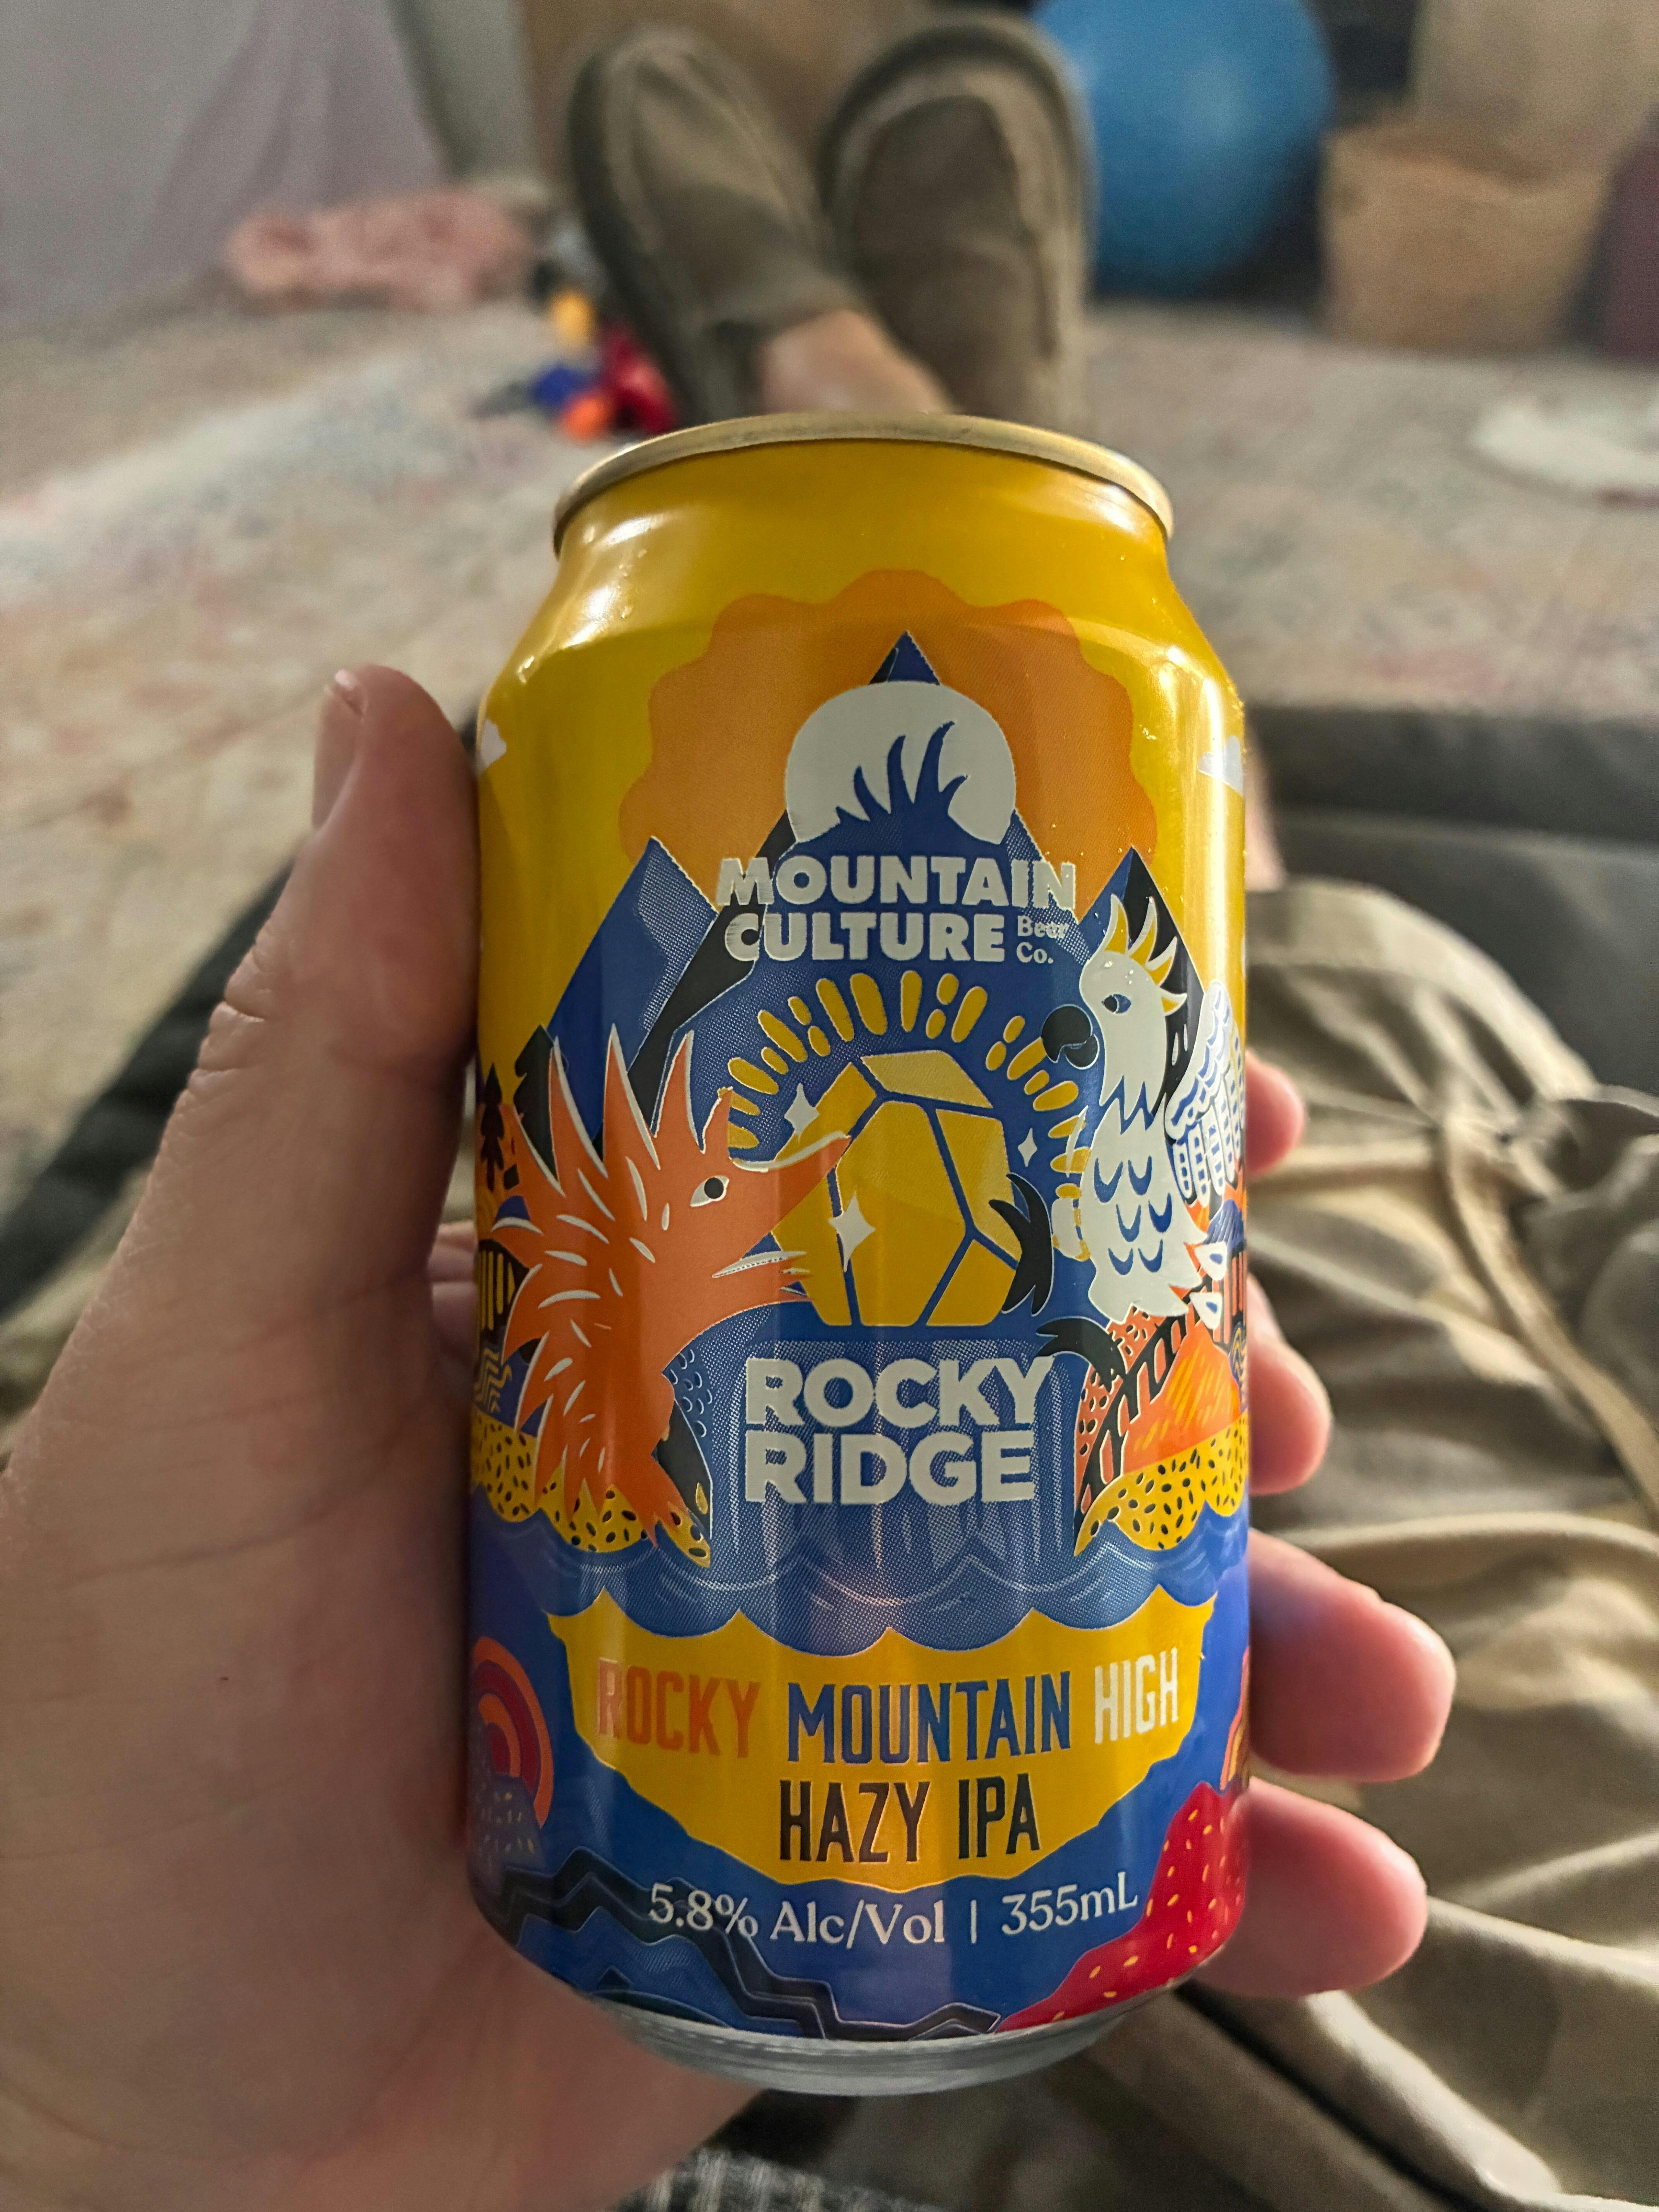 MOUNTAIN
CULTURE Beer
Co.
ROCKY
RIDGE
ROCKY MOUNTAIN HIGH
HAZY IPA
5.8% Alc/Vol | 355mL